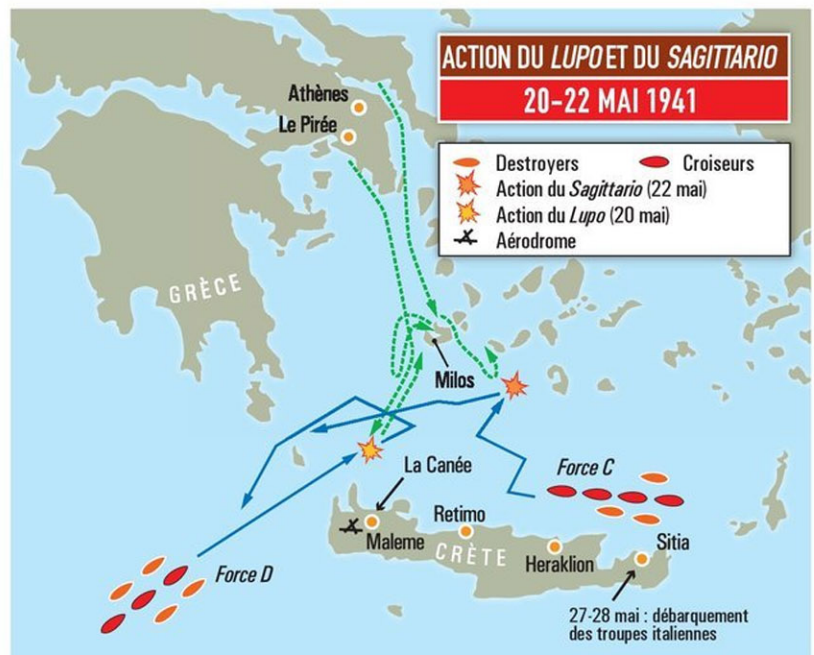 ACTION DU LUPO ET DU SAGITTARIO
20-22 MAI 1941
Destroyers
Croiseurs
Action du Sagittario (22 mai)
Action du Lupo (20 mai)
Aérodrome
Athènes
Le Pirée
GRÈCE
Milos
La Canée
Force C
Retimo
Maleme
CRÈTE
Heraklion
Sitia
Force D
27-28 mai : débarquement
des troupes italiennes